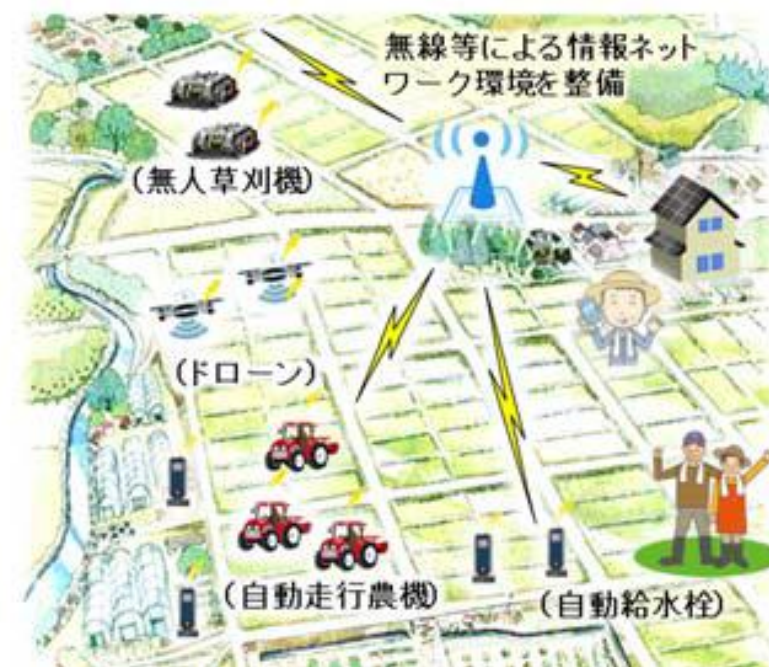 無線等による情報ネット
ワーク環境を整備
(無人草刈機)
(ドローン)
(自動走行農機)
(自動給水栓)